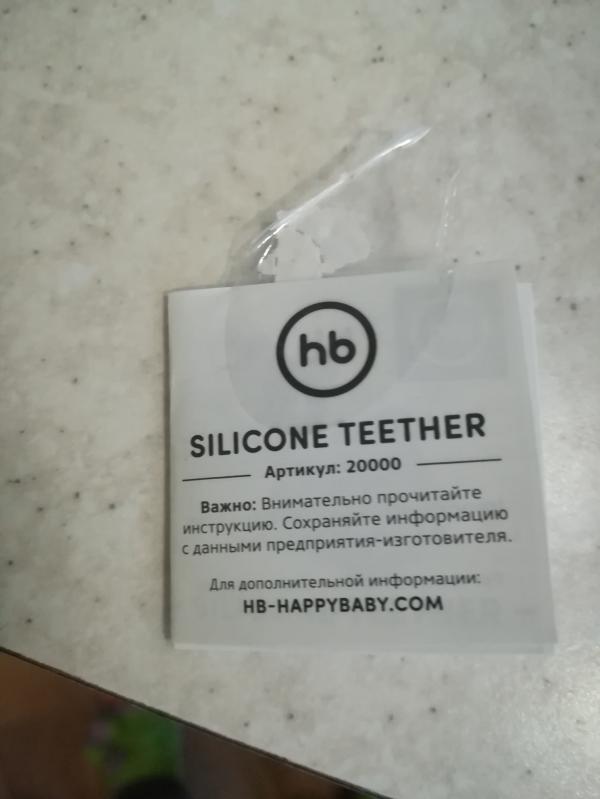 hb
SILICONE TEETHER
Артикул: 20000
Важно: Внимательно прочитайте
инструкцию. Сохраняйте информацию
с данными предприятия-изготовителя.
Для дополнительной информации:
HB-HAPPYBABY.COM